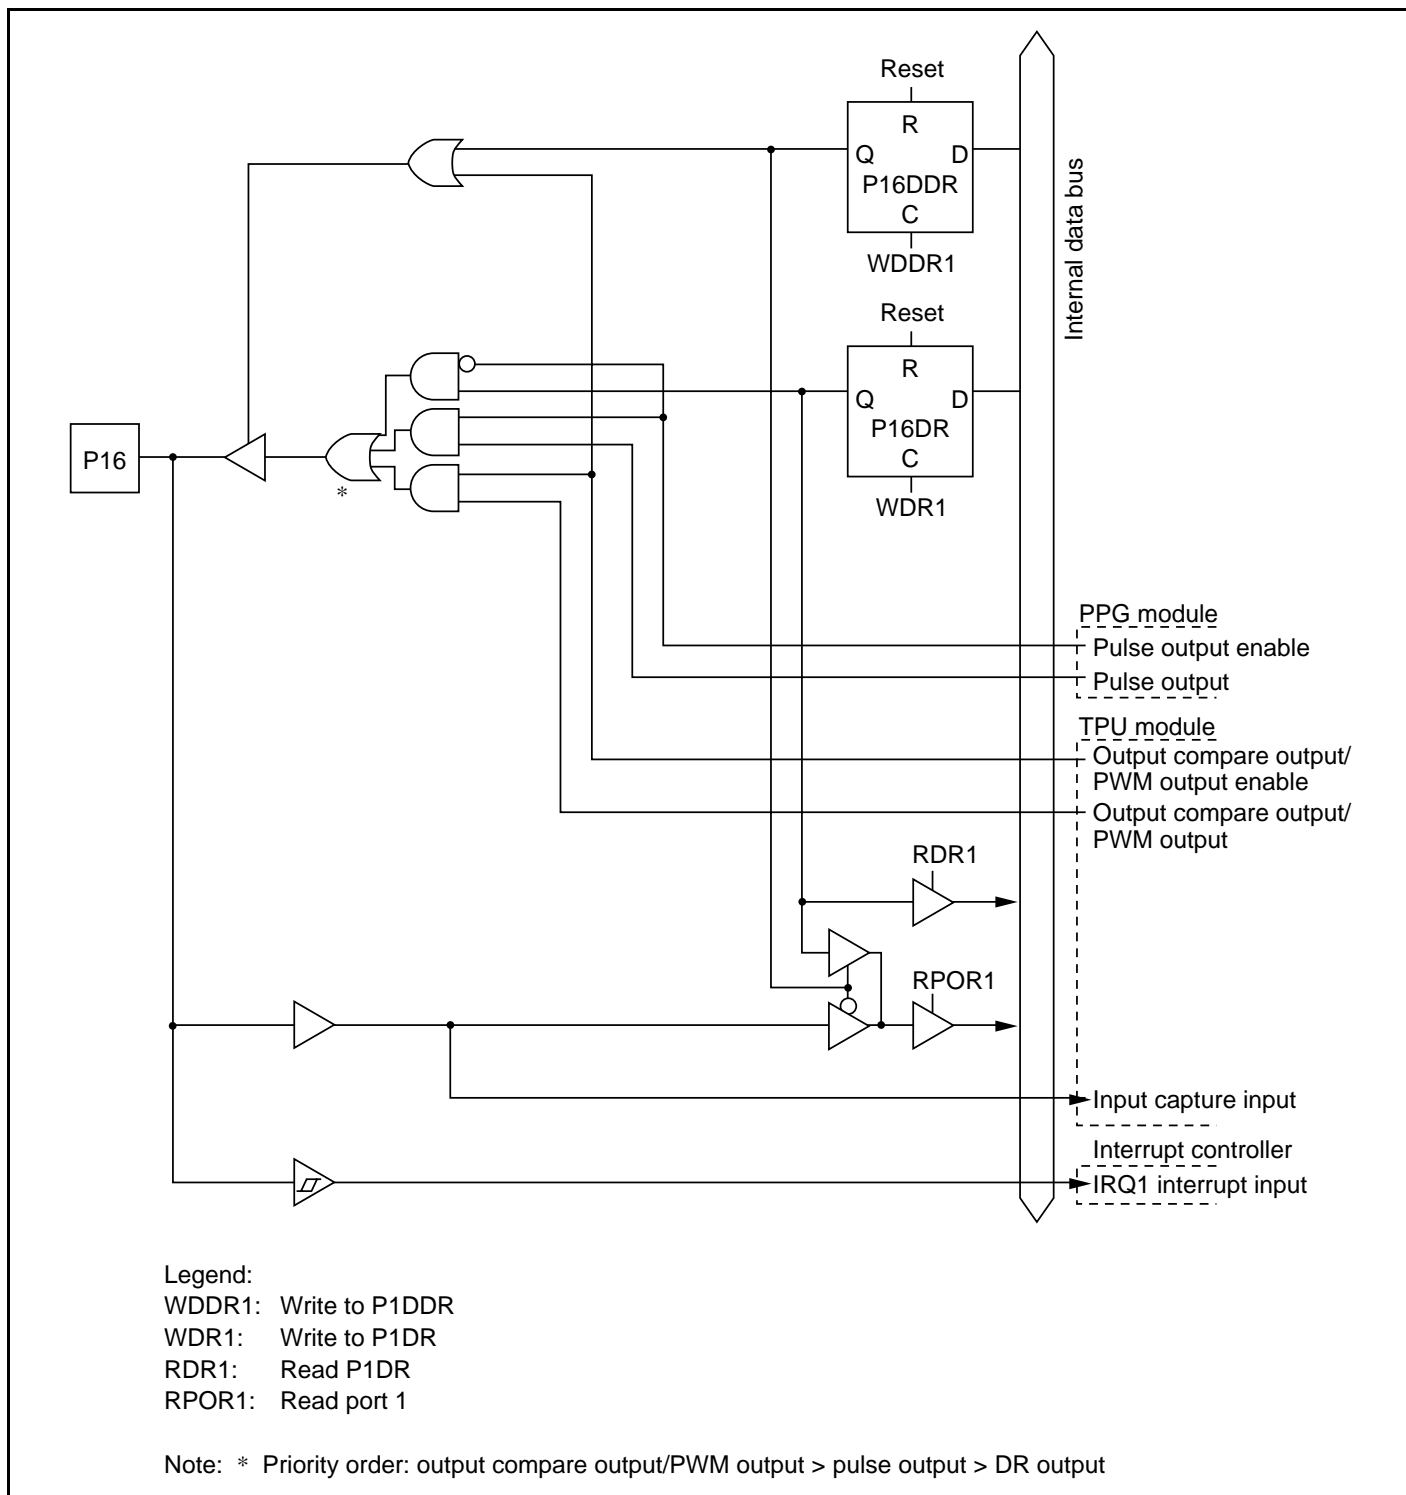 Reset
R
Q
D
P16DDR
C
WDDR1
Internal data bus
Reset
R
Q
D
P16DR
C
WDR1
P16
*
PPG module
Pulse output enable
Pulse output
TPU module
Output compare output/
PWM output enable
Output compare output/
PWM output
RDR1
RPOR1
Input capture input
Interrupt controller
IRQ1 interrupt input
Legend:
WDDR1: Write to P1DDR
WDR1: Write to P1DR
RDR1: Read P1DR
RPOR1: Read port 1
Note: * Priority order: output compare output/PWM output > pulse output > DR output